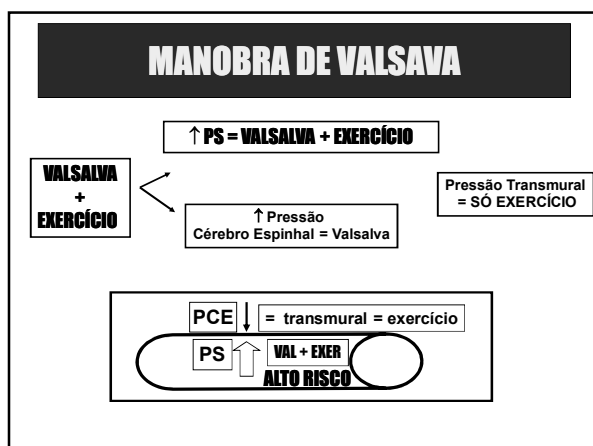 MANOBRA DE VALSAVA
↑ PS = VALSALVA + EXERCÍCIO
VALSALVA
+
EXERCÍCIO
Pressão Transmural
= SÓ EXERCÍCIO
↑ Pressão
Cérebro Espinhal = Valsalva
PCE
= transmural = exercício
PS
VAL + EXER
ALTO RISCO